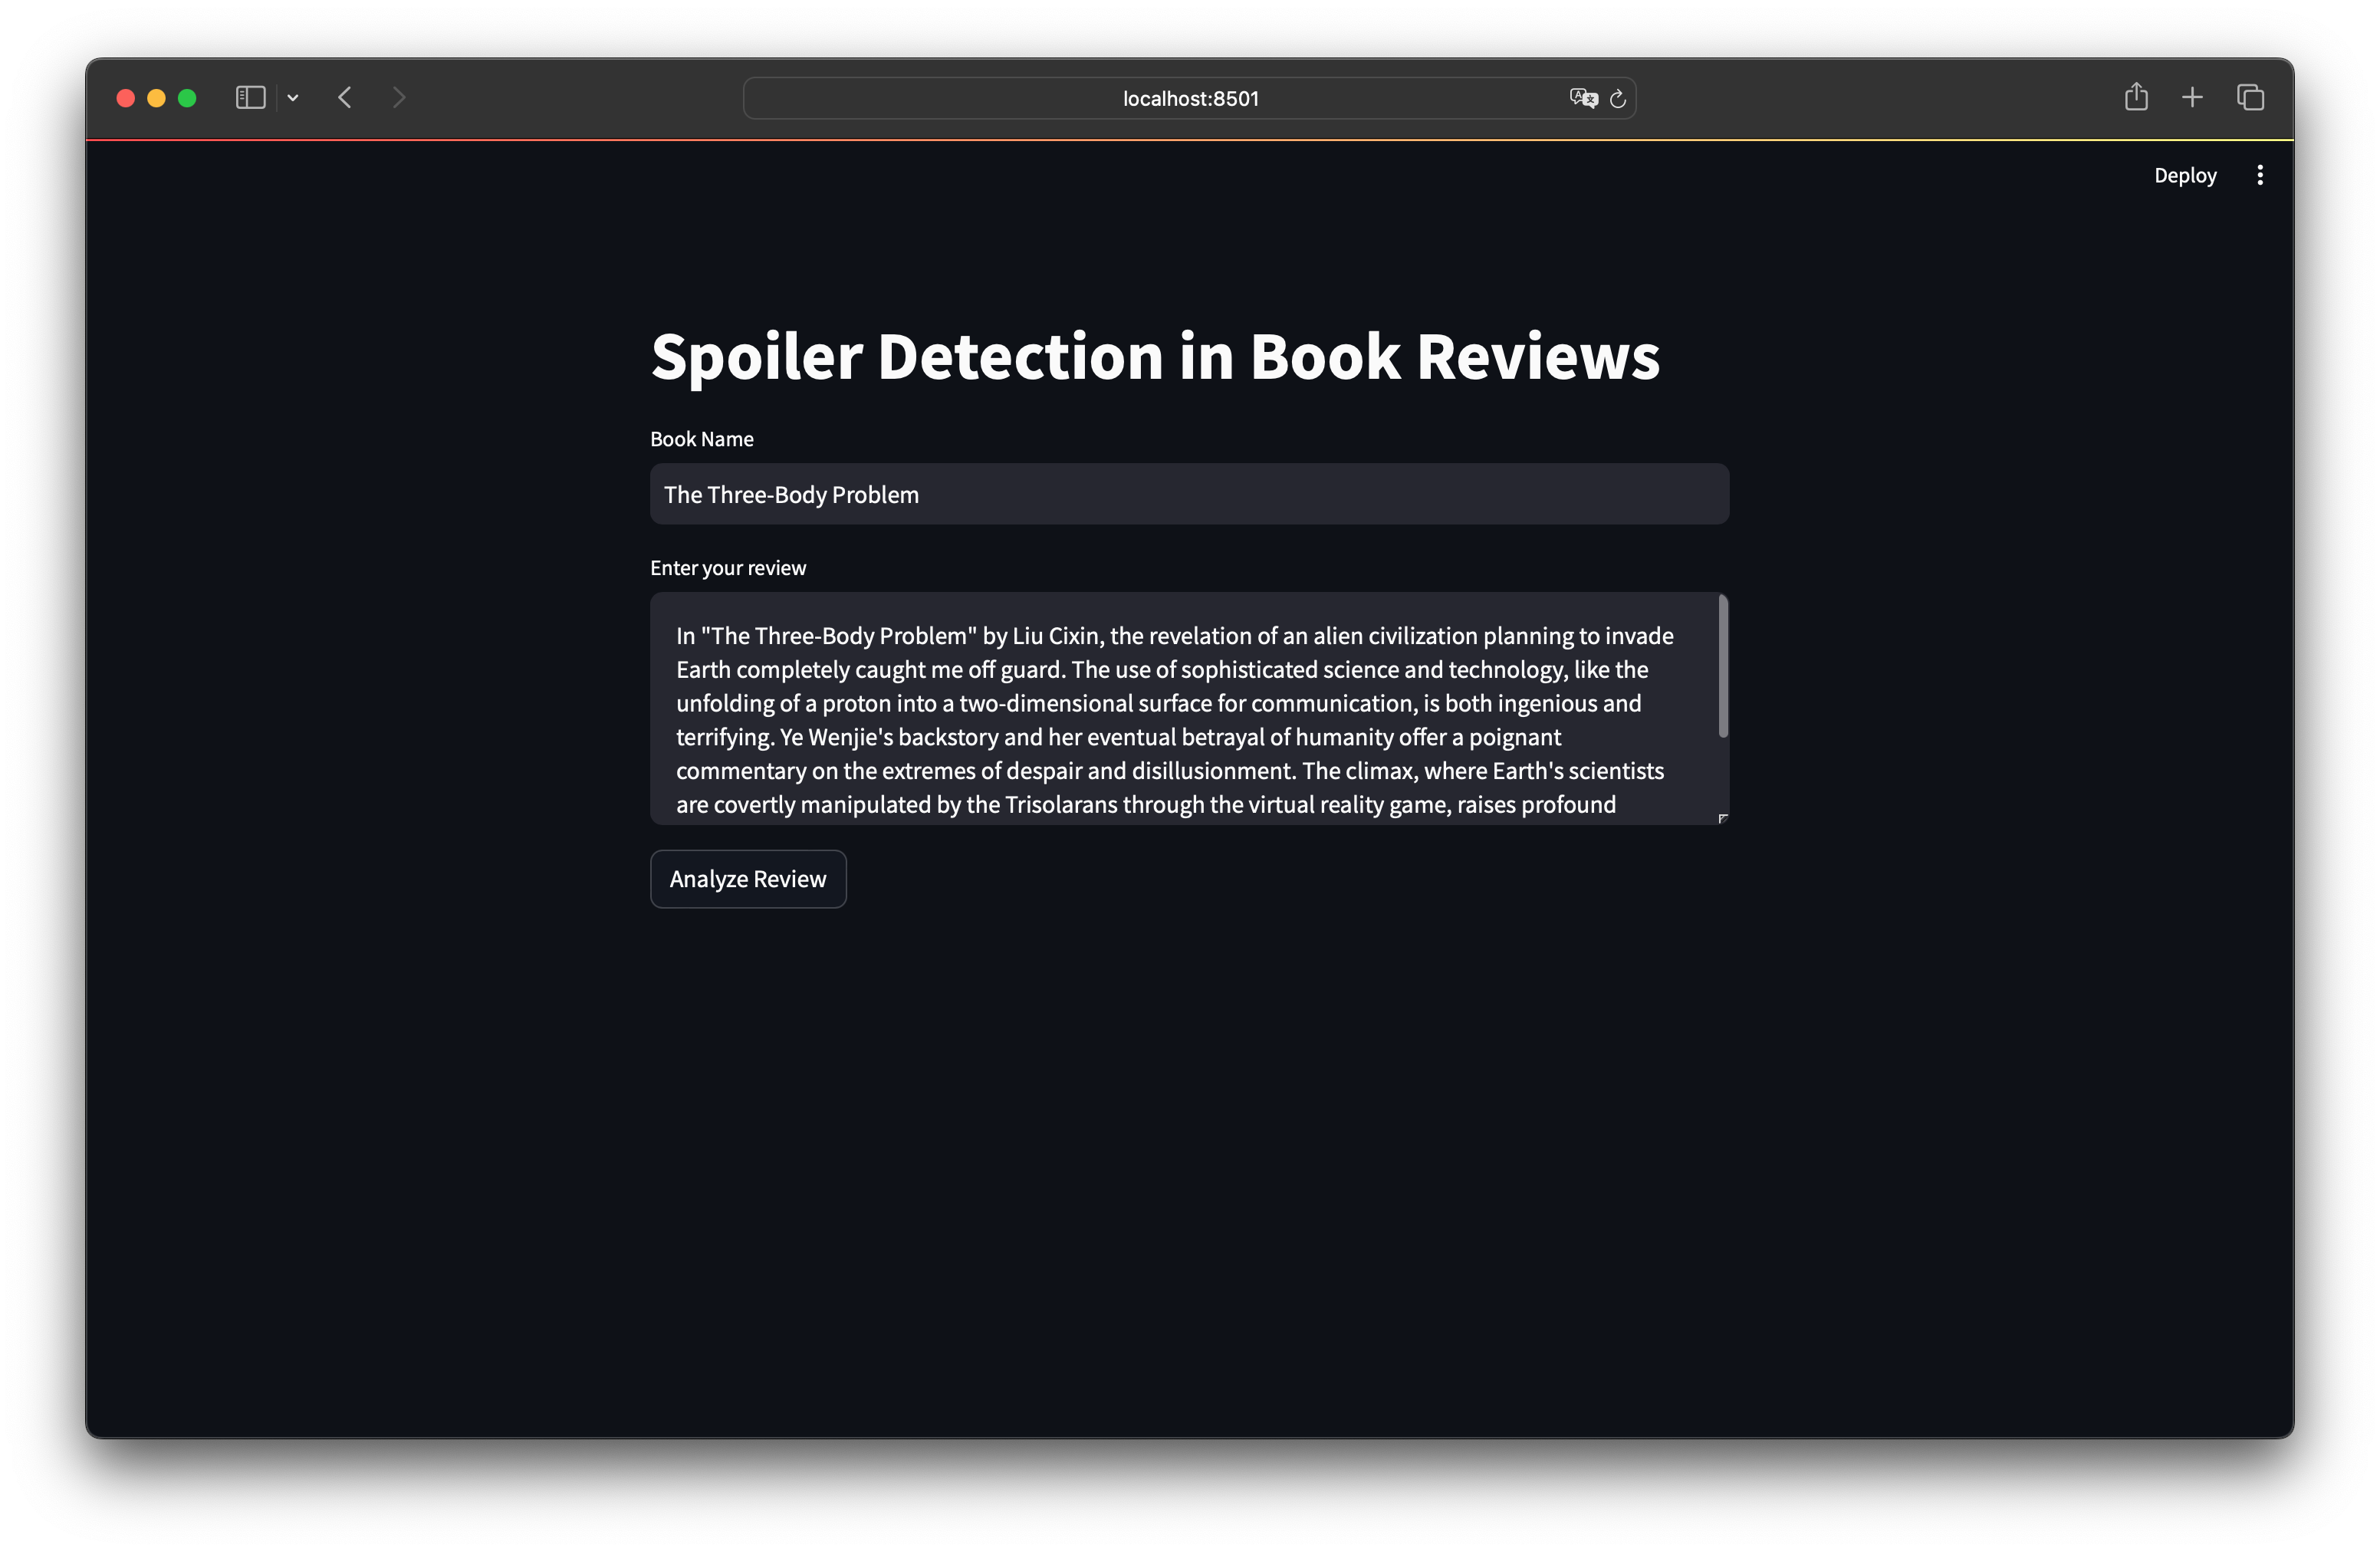 localhost:8501
Deploy
Spoiler Detection in Book Reviews
Book Name
The Three-Body Problem
Enter your review
In "The Three-Body Problem" by Liu Cixin, the revelation of an alien civilization planning to invade
Earth completely caught me off guard. The use of sophisticated science and technology, like the
unfolding of a proton into a two-dimensional surface for communication, is both ingenious and
terrifying. Ye Wenjie's backstory and her eventual betrayal of humanity offer a poignant
commentary on the extremes of despair and disillusionment. The climax, where Earth's scientists
are covertly manipulated by the Trisolarans through the virtual reality game, raises profound
Analyze Review